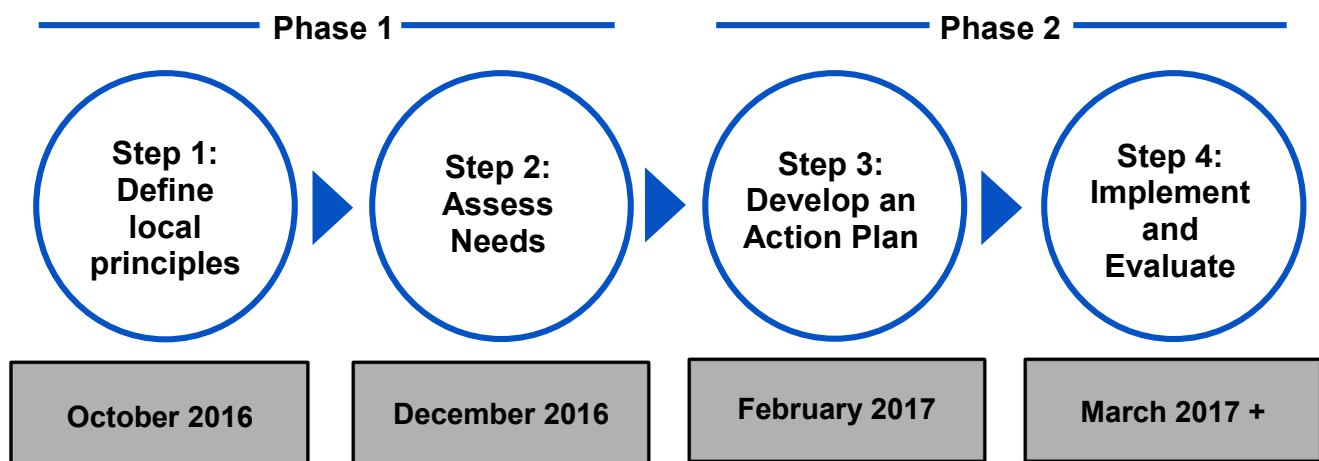 Phase 1
Phase 2
Step 1:
Define
local
principles
Step 2:
Assess
Needs
Step 3:
Develop an
Action Plan
Step 4:
Implement
and
Evaluate
October 2016
December 2016
February 2017
March 2017 +